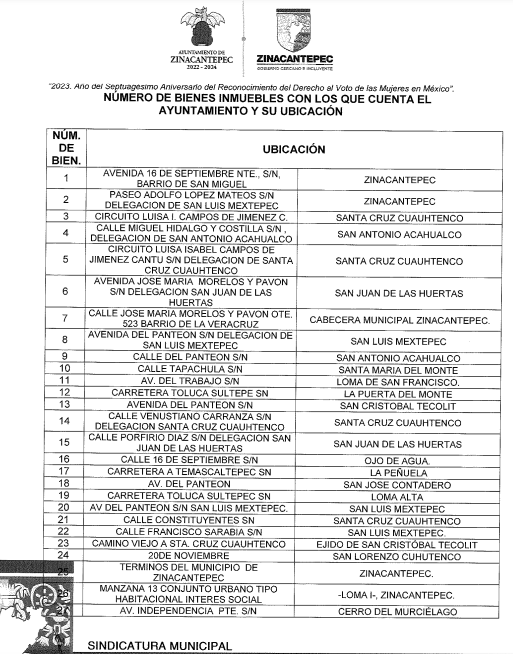 AYUNTAMIENTO DE
ZINACANTEPEC
2022 - 2024
ZINACANTEPEC
GOBIERNO CERCANO E INCLUYENTE
"2023. Año del Septuagésimo Aniversario del Reconocimiento del Derecho al Voto de las Mujeres en México".
NÚMERO DE BIENES INMUEBLES CON LOS QUE CUENTA EL
AYUNTAMIENTO Y SU UBICACIÓN
NÚM.
DE
BIEN.
UBICACIÓN
1 AVENIDA 16 DE SEPTIEMBRE NTE., S/N,
BARRIO DE SAN MIGUEL ZINACANTEPEC
2 PASEO ADOLFO LOPEZ MATEOS S/N
DELEGACION DE SAN LUIS MEXTEPEC ZINACANTEPEC
3 CIRCUITO LUISA I. CAMPOS DE JIMENEZ C. SANTA CRUZ CUAUHTENCO
4 CALLE MIGUEL HIDALGO Y COSTILLA S/N ,
DELEGACION DE SAN ANTONIO ACAHUALCO SAN ANTONIO ACAHUALCO
5 CIRCUITO LUISA ISABEL CAMPOS DE
JIMENEZ CANTU S/N DELEGACION DE SANTA
CRUZ CUAUHTENCO SANTA CRUZ CUAUHTENCO
6 AVENIDA JOSE MARIA MORELOS Y PAVON
S/N DELEGACION SAN JUAN DE LAS
HUERTAS SAN JUAN DE LAS HUERTAS
7 CALLE JOSE MARIA MORELOS Y PAVON OTE.
523 BARRIO DE LA VERACRUZ CABECERA MUNICIPAL ZINACANTEPEC.
8 AVENIDA DEL PANTEON S/N DELEGACION DE
SAN LUIS MEXTEPEC SAN LUIS MEXTEPEC
9 CALLE DEL PANTEON S/N SAN ANTONIO ACAHUALCO
10 CALLE TAPACHULA S/N SANTA MARIA DEL MONTE
11 AV. DEL TRABAJO S/N LOMA DE SAN FRANCISCO.
12 CARRETERA TOLUCA SULTEPE SN LA PUERTA DEL MONTE
13 AVENIDA DEL PANTEON S/N SAN CRISTOBAL TECOLIT
14 CALLE VENUSTIANO CARRANZA S/N
DELEGACION SANTA CRUZ CUAUHTENCO SANTA CRUZ CUAUHTENCO
15 CALLE PORFIRIO DIAZ S/N DELEGACION SAN
JUAN DE LAS HUERTAS SAN JUAN DE LAS HUERTAS
16 CALLE 16 DE SEPTIEMBRE S/N OJO DE AGUA.
17 CARRETERA A TEMASCALTEPEC SN LA PEÑUELA
18 AV. DEL PANTEON SAN JOSE CONTADERO
19 CARRETERA TOLUCA SULTEPEC SN LOMA ALTA
20 AV DEL PANTEON S/N SAN LUIS MEXTEPEC. SAN LUIS MEXTEPEC
21 CALLE CONSTITUYENTES SN SANTA CRUZ CUAUHTENCO
22 CALLE FRANCISCO SARABIA S/N SAN LUIS MEXTEPEC.
23 CAMINO VIEJO A STA. CRUZ CUAUHTENCO EJIDO DE SAN CRISTÓBAL TECOLIT
24 20DE NOVIEMBRE SAN LORENZO CUHUTENCO
25 TERMINOS DEL MUNICIPIO DE
ZINACANTEPEC ZINACANTEPEC.
26 MANZANA 13 CONJUNTO URBANO TIPO
HABITACIONAL INTERES SOCIAL -LOMA I-, ZINACANTEPEC.
27 AV. INDEPENDENCIA PTE. S/N CERRO DEL MURCIÉLAGO
SINDICATURA MUNICIPAL